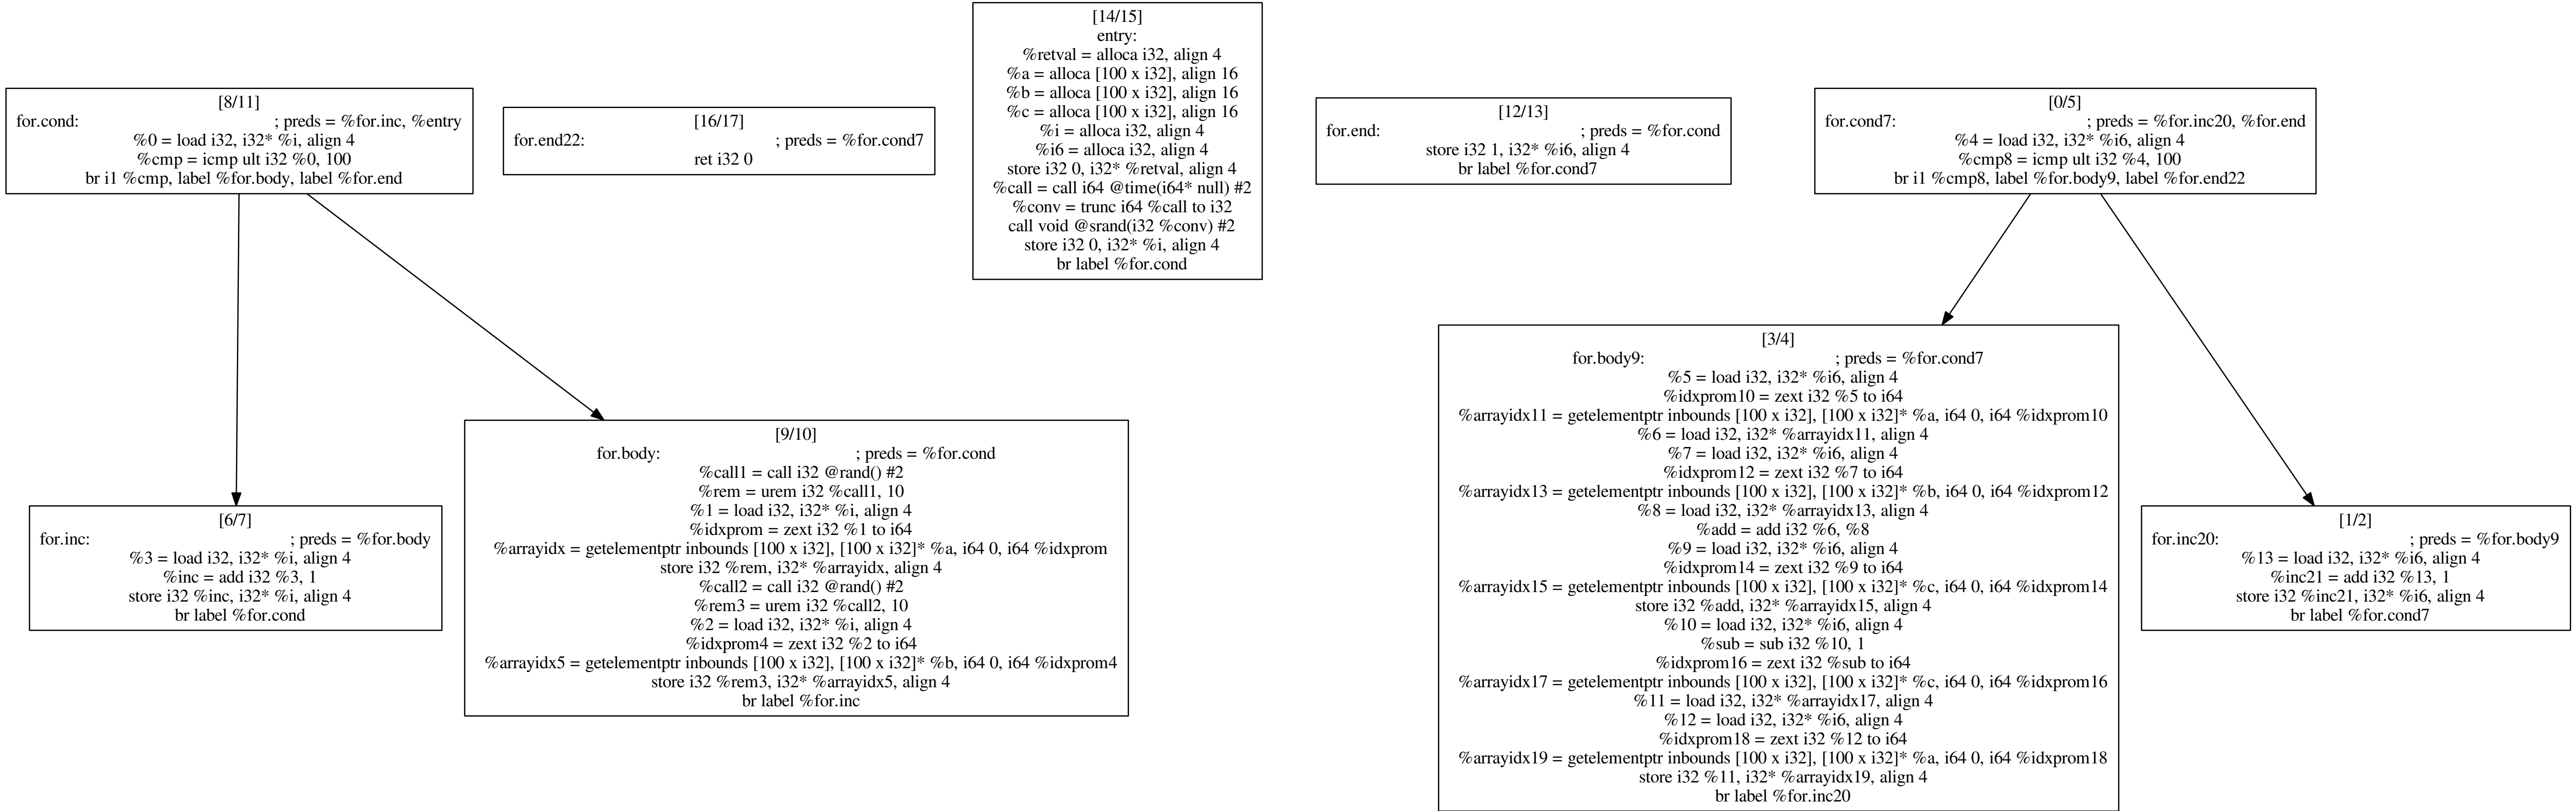 [8/11]
for.cond: ; preds = %for.inc, %entry
%0 = load i32, i32* %i, align 4
%cmp = icmp ult i32 %0, 100
br i1 %cmp, label %for.body, label %for.end
[16/17]
for.end22: ; preds = %for.cond7
ret i32 0
[14/15]
entry:
%retval = alloca i32, align 4
%a = alloca [100 x i32], align 16
%b = alloca [100 x i32], align 16
%c = alloca [100 x i32], align 16
%i = alloca i32, align 4
%i6 = alloca i32, align 4
store i32 0, i32* %retval, align 4
%call = call i64 @time(i64* null) #2
%conv = trunc i64 %call to i32
call void @srand(i32 %conv) #2
store i32 0, i32* %i, align 4
br label %for.cond
[12/13]
for.end: ; preds = %for.cond
store i32 1, i32* %i6, align 4
br label %for.cond7
[0/5]
for.cond7: ; preds = %for.inc20, %for.end
%4 = load i32, i32* %i6, align 4
%cmp8 = icmp ult i32 %4, 100
br i1 %cmp8, label %for.body9, label %for.end22
[6/7]
for.inc: ; preds = %for.body
%3 = load i32, i32* %i, align 4
%inc = add i32 %3, 1
store i32 %inc, i32* %i, align 4
br label %for.cond
[9/10]
for.body: ; preds = %for.cond
%call1 = call i32 @rand() #2
%rem = urem i32 %call1, 10
%1 = load i32, i32* %i, align 4
%idxprom = zext i32 %1 to i64
%arrayidx = getelementptr inbounds [100 x i32], [100 x i32]* %a, i64 0, i64 %idxprom
store i32 %rem, i32* %arrayidx, align 4
%call2 = call i32 @rand() #2
%rem3 = urem i32 %call2, 10
%2 = load i32, i32* %i, align 4
%idxprom4 = zext i32 %2 to i64
%arrayidx5 = getelementptr inbounds [100 x i32], [100 x i32]* %b, i64 0, i64 %idxprom4
store i32 %rem3, i32* %arrayidx5, align 4
br label %for.inc
[3/4]
for.body9: ; preds = %for.cond7
%5 = load i32, i32* %i6, align 4
%idxprom10 = zext i32 %5 to i64
%arrayidx11 = getelementptr inbounds [100 x i32], [100 x i32]* %a, i64 0, i64 %idxprom10
%6 = load i32, i32* %arrayidx11, align 4
%7 = load i32, i32* %i6, align 4
%idxprom12 = zext i32 %7 to i64
%arrayidx13 = getelementptr inbounds [100 x i32], [100 x i32]* %b, i64 0, i64 %idxprom12
%8 = load i32, i32* %arrayidx13, align 4
%add = add i32 %6, %8
%9 = load i32, i32* %i6, align 4
%idxprom14 = zext i32 %9 to i64
%arrayidx15 = getelementptr inbounds [100 x i32], [100 x i32]* %c, i64 0, i64 %idxprom14
store i32 %add, i32* %arrayidx15, align 4
%10 = load i32, i32* %i6, align 4
%sub = sub i32 %10, 1
%idxprom16 = zext i32 %sub to i64
%arrayidx17 = getelementptr inbounds [100 x i32], [100 x i32]* %c, i64 0, i64 %idxprom16
%11 = load i32, i32* %arrayidx17, align 4
%12 = load i32, i32* %i6, align 4
%idxprom18 = zext i32 %12 to i64
%arrayidx19 = getelementptr inbounds [100 x i32], [100 x i32]* %a, i64 0, i64 %idxprom18
store i32 %11, i32* %arrayidx19, align 4
br label %for.inc20
[1/2]
for.inc20: ; preds = %for.body9
%13 = load i32, i32* %i6, align 4
%inc21 = add i32 %13, 1
store i32 %inc21, i32* %i6, align 4
br label %for.cond7